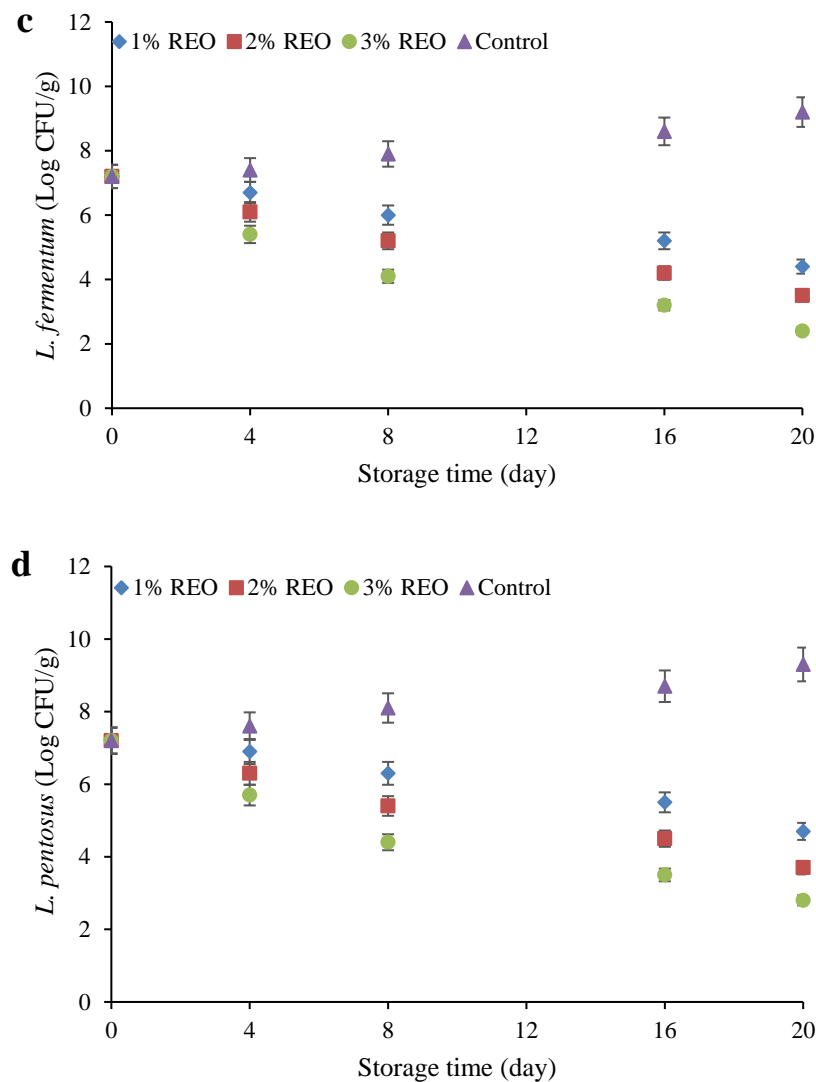 c
1% REO 2% REO 3% REO Control
12
10
8
6
4
2
0
L. fermentum (Log CFU/g)
0 4 8 12 16 20
Storage time (day)
d
1% REO 2% REO 3% REO Control
12
10
8
6
4
2
0
L. pentosus (Log CFU/g)
0 4 8 12 16 20
Storage time (day)